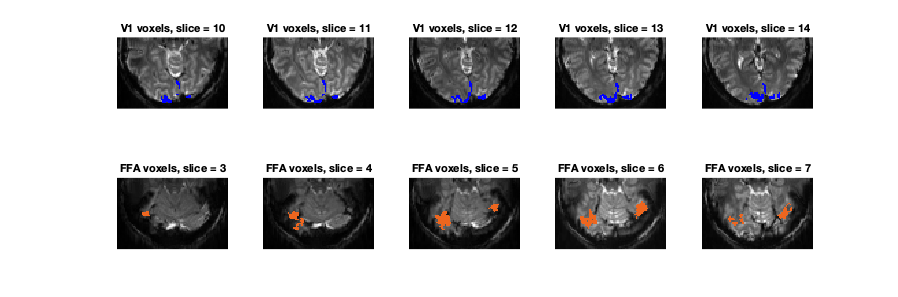 V1 voxels, slice = 10
V1 voxels, slice = 11
V1 voxels, slice = 12
V1 voxels, slice = 13
V1 voxels, slice = 14
FFA voxels, slice = 3
FFA voxels, slice = 4
FFA voxels, slice = 5
FFA voxels, slice = 6
FFA voxels, slice = 7